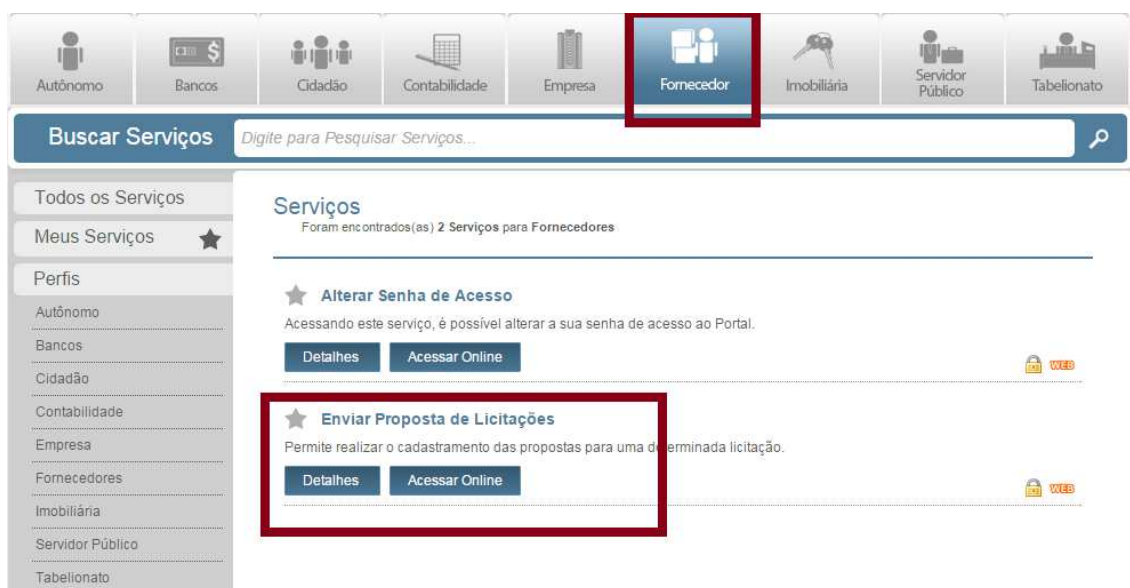 Autônomo
Bancos
Cidadão
Contabilidade
Empresa
Fornecedor
Imobiliária
Servidor
Público
Tabelionato
Buscar Serviços
Digite para Pesquisar Serviços...
Todos os Serviços
Meus Serviços
Perfis
Autônomo
Bancos
Cidadão
Contabilidade
Empresa
Fornecedores
Imobiliária
Servidor Público
Tabelionato
Serviços
Foram encontrados(as) 2 Serviços para Fornecedores
Alterar Senha de Acesso
Acessando este serviço, é possível alterar a sua senha de acesso ao Portal.
Detalhes
Acessar Online
WEB
Enviar Proposta de Licitações
Permite realizar o cadastramento das propostas para uma determinada licitação.
Detalhes
Acessar Online
WEB